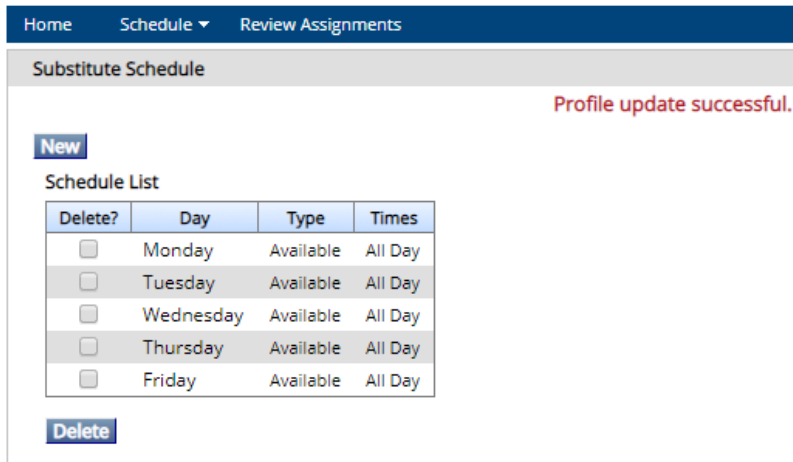 Home Schedule Review Assignments
Substitute Schedule
Profile update successful.
New
Schedule List
Delete? Day Type Times
Monday Available All Day
Tuesday Available All Day
Wednesday Available All Day
Thursday Available All Day
Friday Available All Day
Delete